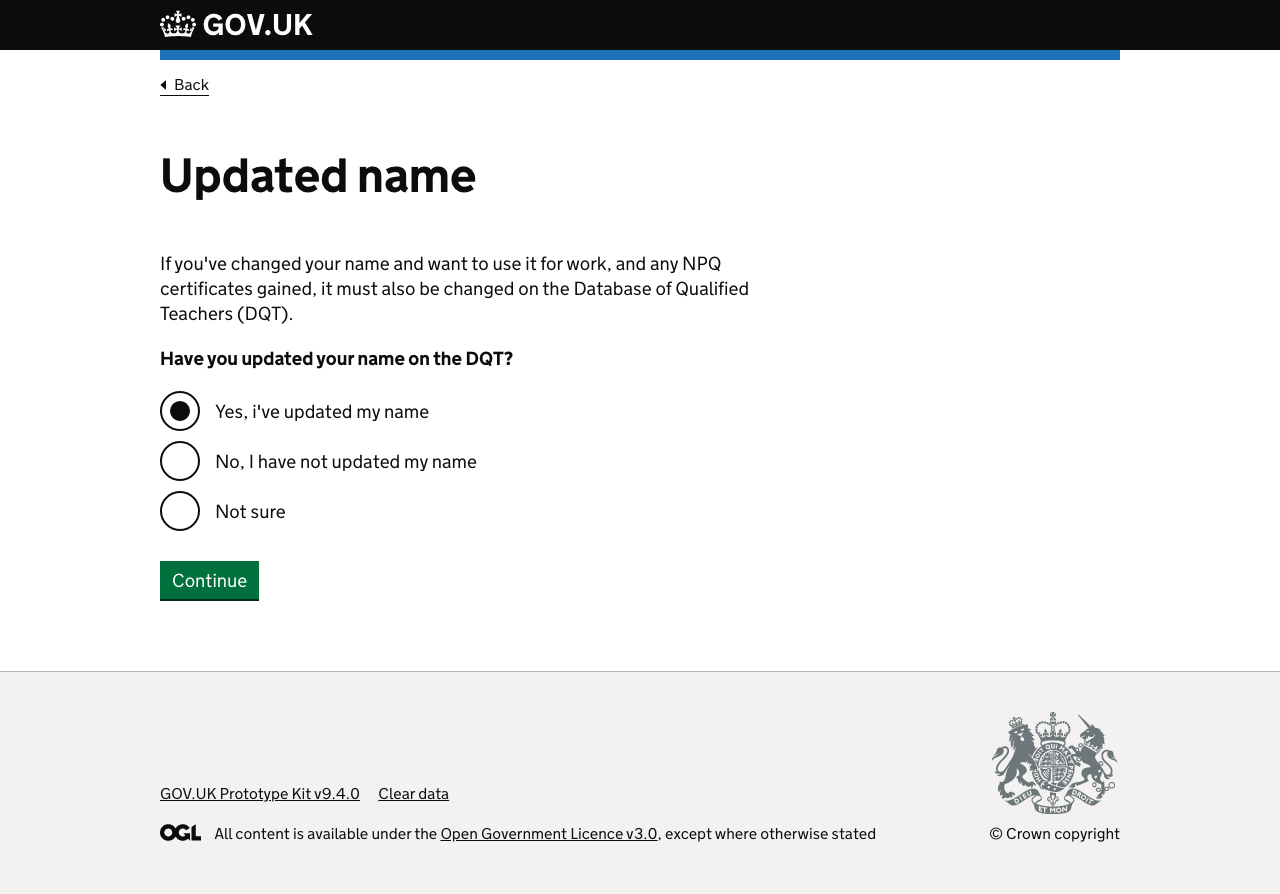 GOV.UK
Back
Updated name
If you've changed your name and want to use it for work, and any NPQ
certificates gained, it must also be changed on the Database of Qualified
Teachers (DQT).
Have you updated your name on the DQT?
Yes, i've updated my name
No, I have not updated my name
Not sure
Continue
GOV.UK Prototype Kit v9.4.0 Clear data
OGL All content is available under the Open Government Licence v3.0, except where otherwise stated
DIEU ET MON DROIT
© Crown copyright